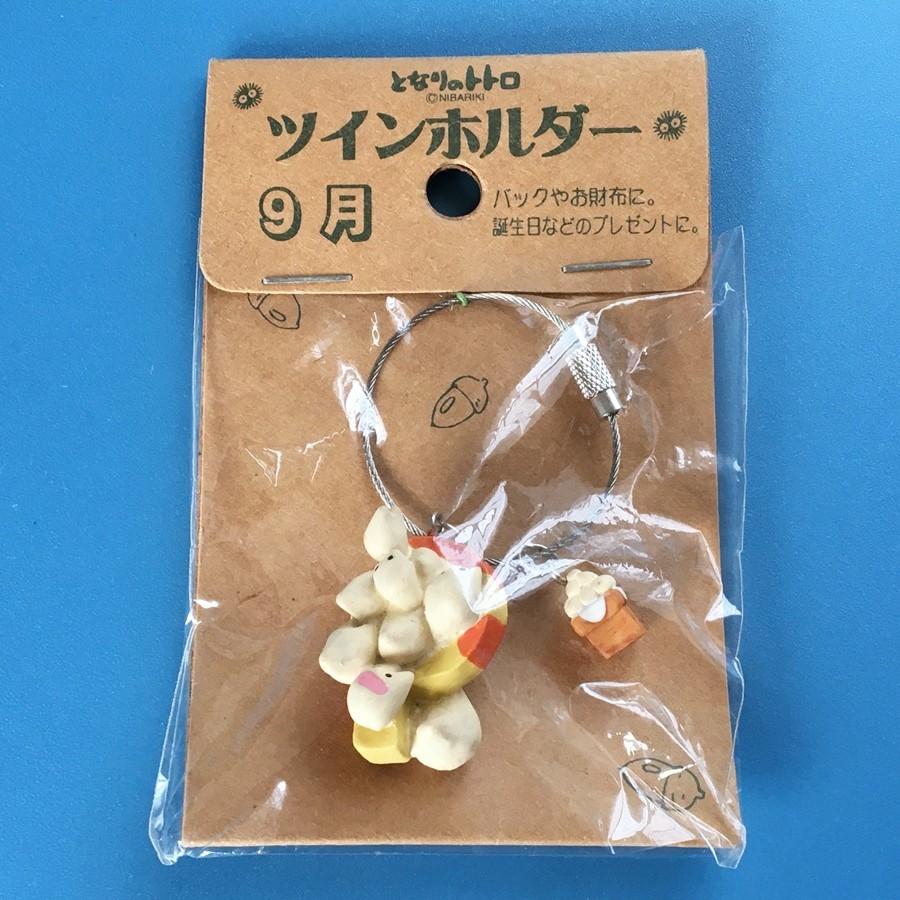 となりのトトロ
©NIBARIKI
ツインホルダー
9月
バックやお財布に。
誕生日などのプレゼントに。